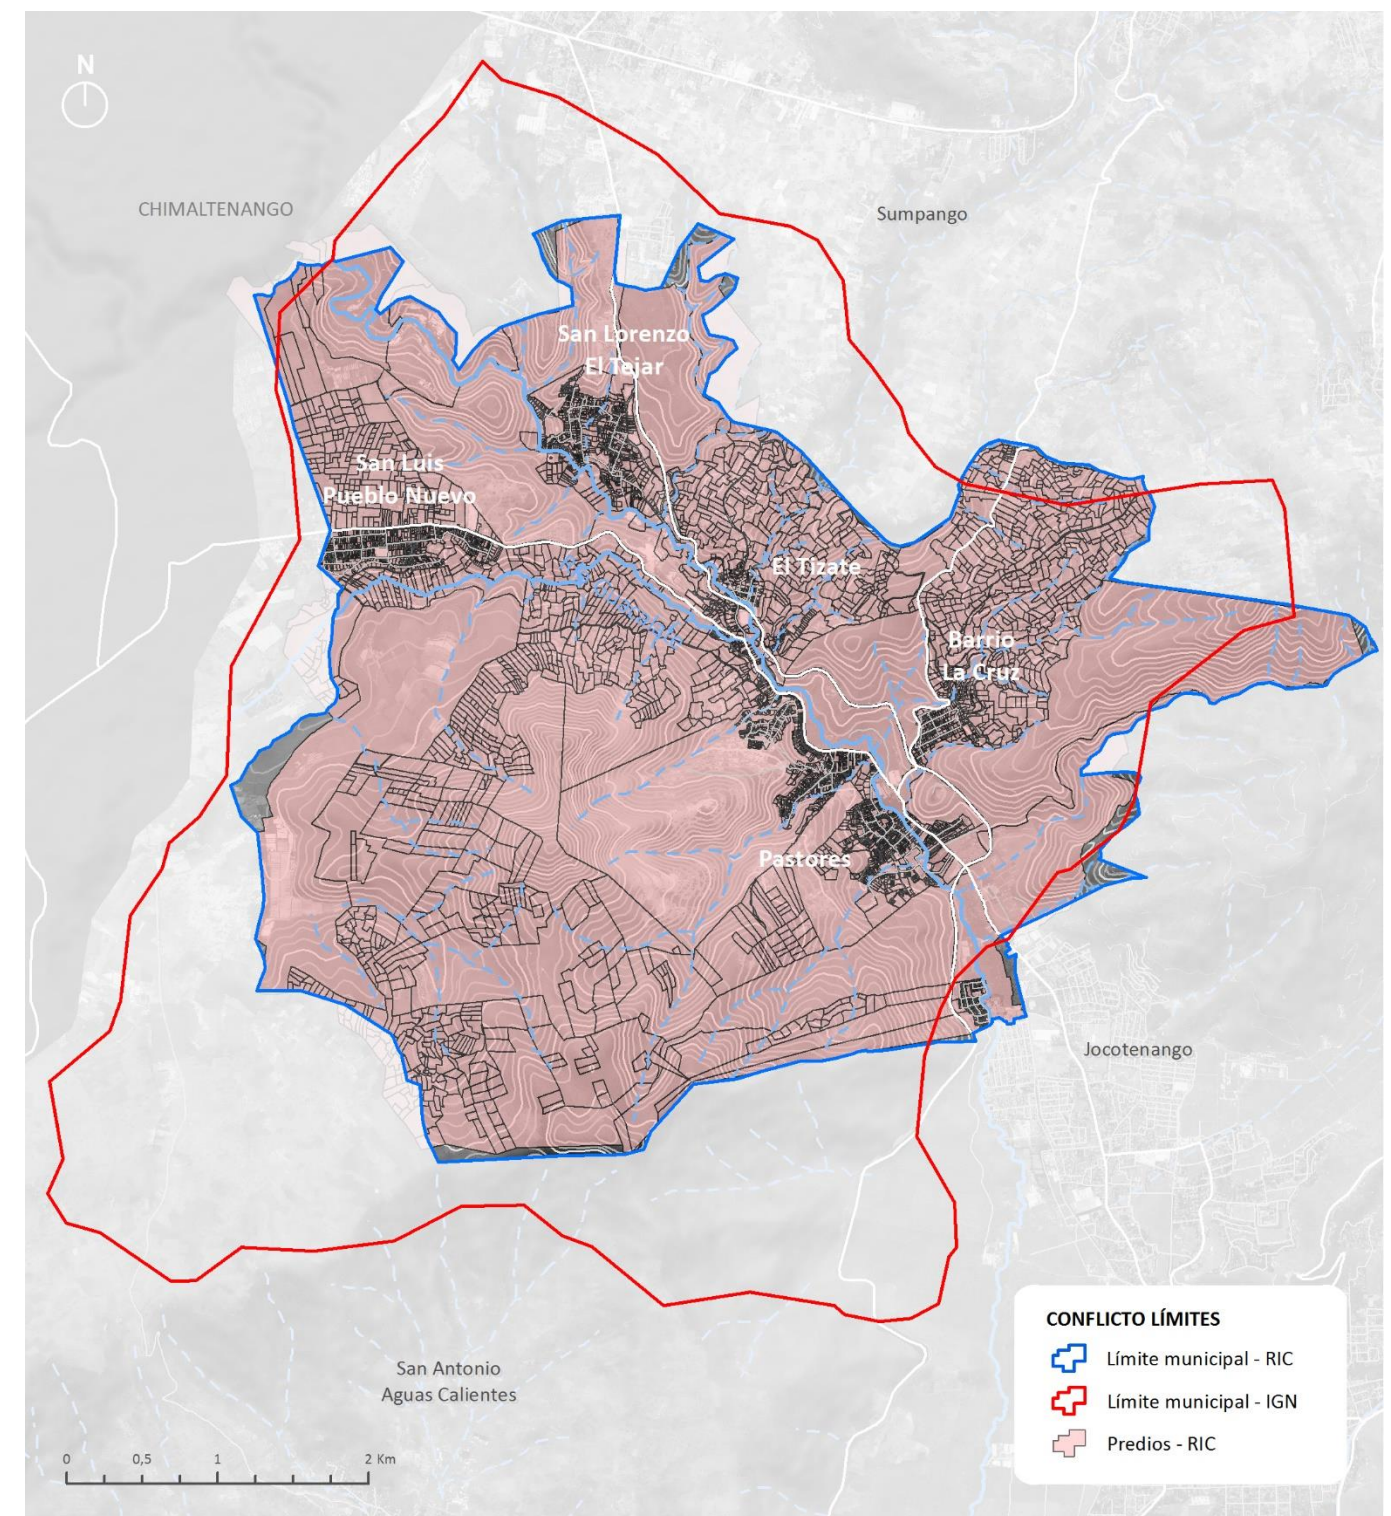 N
CHIMALTENANGO
Sumpango
San Lorenzo
El Tejar
San Luis
Pueblo Nuevo
El Tizate
Barrio
La Cruz
Pastores
Jocotenango
San Antonio
Aguas Calientes
CONFLICTO LÍMITES
Límite municipal - RIC
Límite municipal - IGN
Predios - RIC
0 0,5 1 2 Km